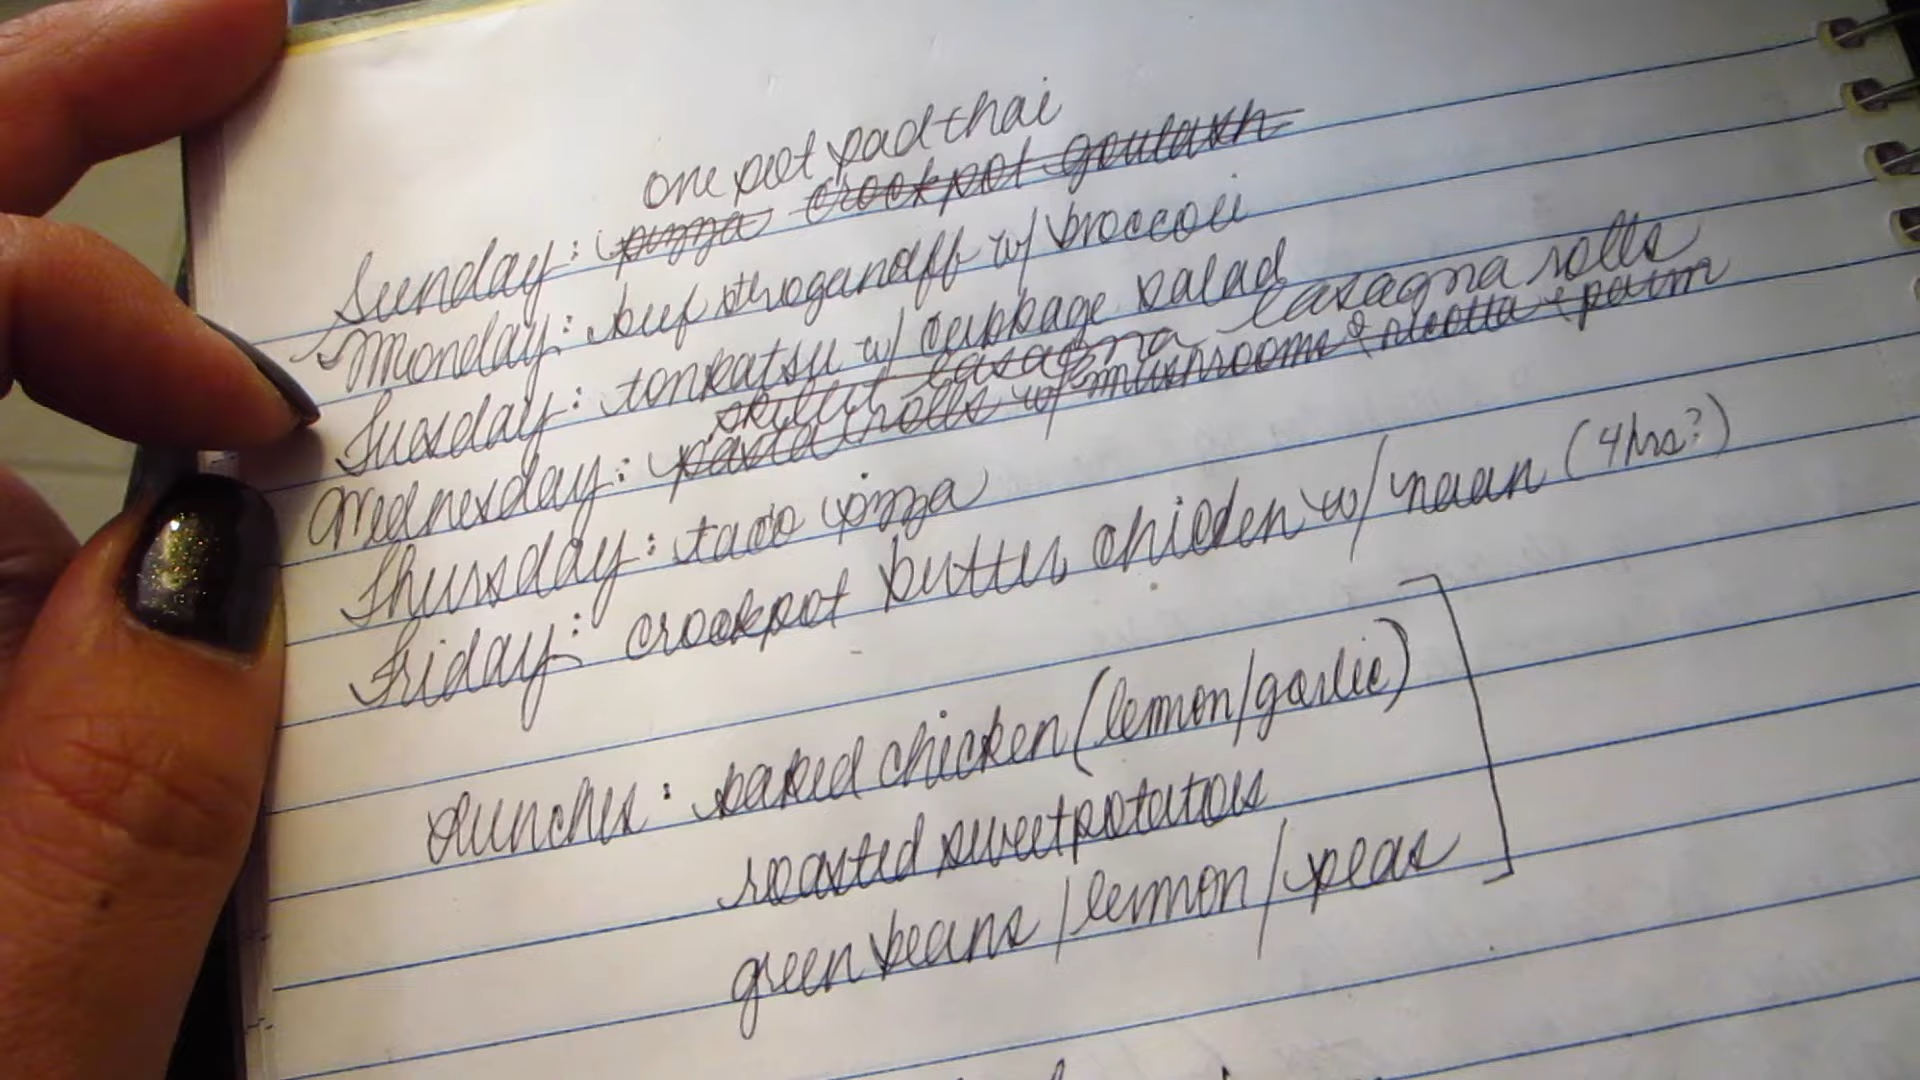 one pot pad thai
Sunday: pizza crockpot goulash
Monday: beef stroganoff w/ broccoli
Tuesday: tonkatsu w/ cabbage salad
skillet lasagna lasagna rolls
Wednesday: pasta rolls w/ mushrooms & ricotta + parm
Thursday: taco pizza
Friday: crockpot butter chicken w/ naan (4hrs?)
Lunches: baked chicken (lemon/garlic)
roasted sweet potatoes
green beans/lemon/peas